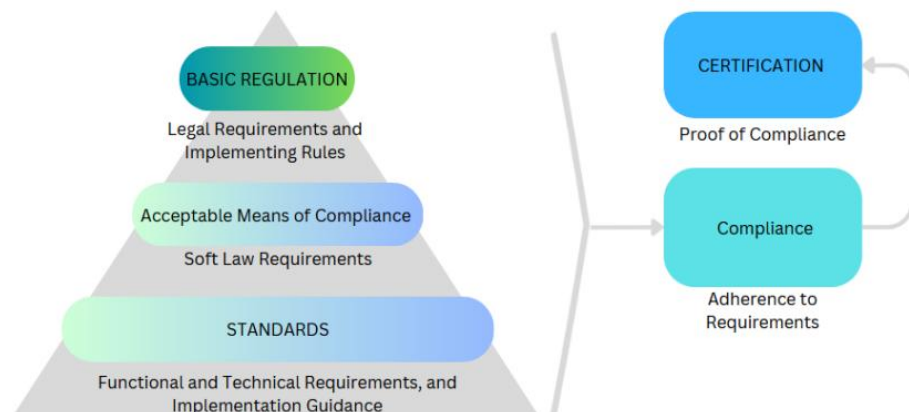 BASIC REGULATION
Legal Requirements and
Implementing Rules
Acceptable Means of Compliance
Soft Law Requirements
STANDARDS
Functional and Technical Requirements, and
Implementation Guidance
CERTIFICATION
Proof of Compliance
Compliance
Adherence to
Requirements